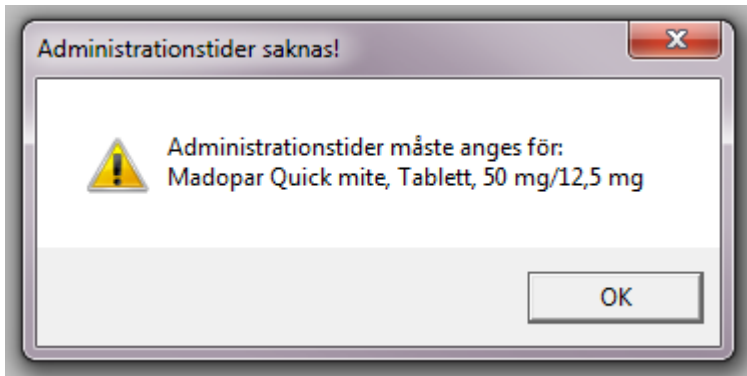 Administrationstider saknas!
Administrationstider måste anges för:
Madopar Quick mite, Tablett, 50 mg/12,5 mg
OK